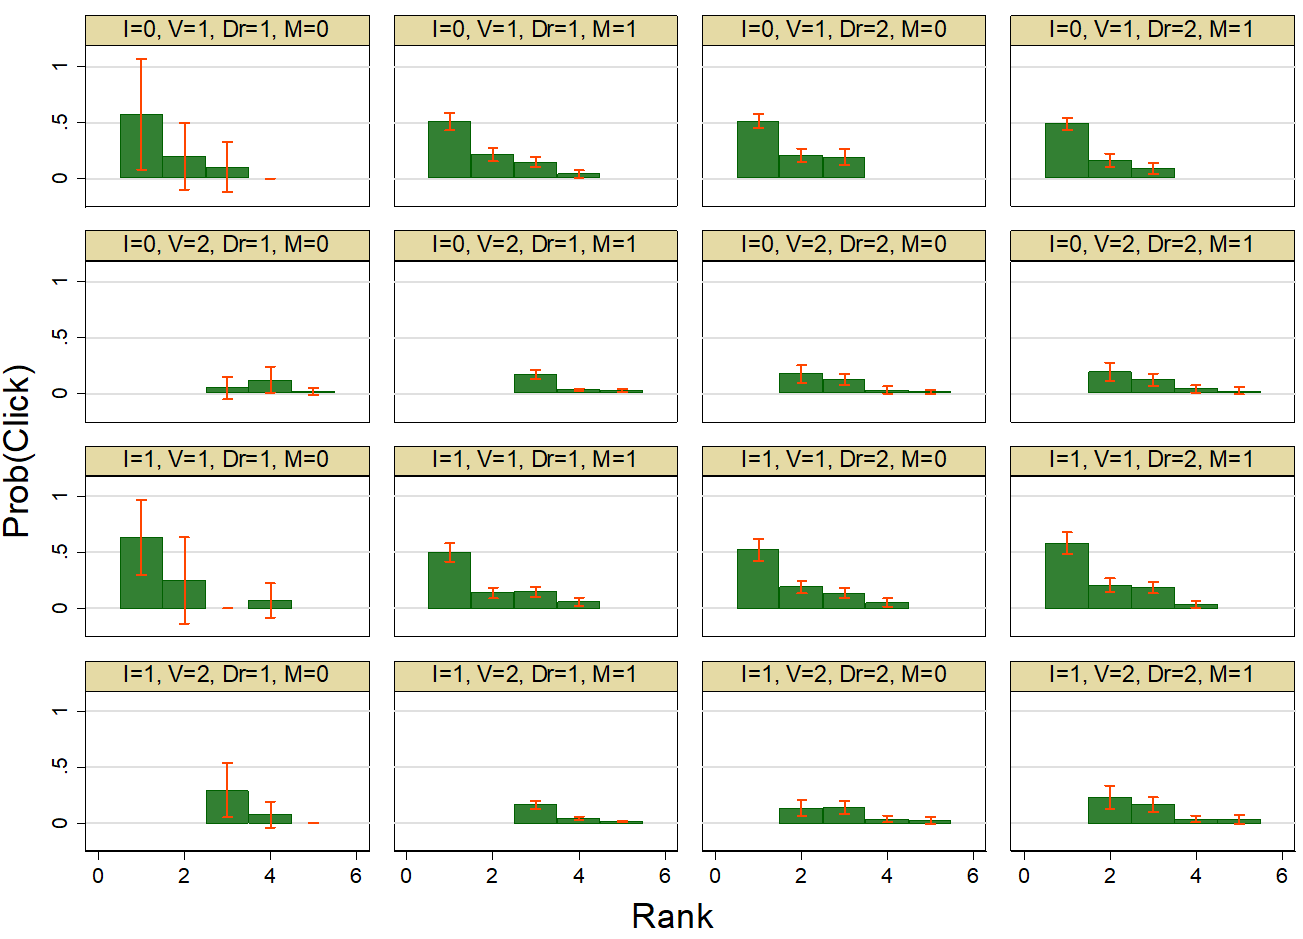 I=0, V=1, Dr=1, M=0
I=0, V=1, Dr=1, M=1
I=0, V=1, Dr=2, M=0
I=0, V=1, Dr=2, M=1
1
.5
0
I=0, V=2, Dr=1, M=0
I=0, V=2, Dr=1, M=1
I=0, V=2, Dr=2, M=0
I=0, V=2, Dr=2, M=1
1
.5
0
Prob(Click)
I=1, V=1, Dr=1, M=0
I=1, V=1, Dr=1, M=1
I=1, V=1, Dr=2, M=0
I=1, V=1, Dr=2, M=1
1
.5
0
I=1, V=2, Dr=1, M=0
I=1, V=2, Dr=1, M=1
I=1, V=2, Dr=2, M=0
I=1, V=2, Dr=2, M=1
1
.5
0
0 2 4 6
0 2 4 6
0 2 4 6
0 2 4 6
Rank